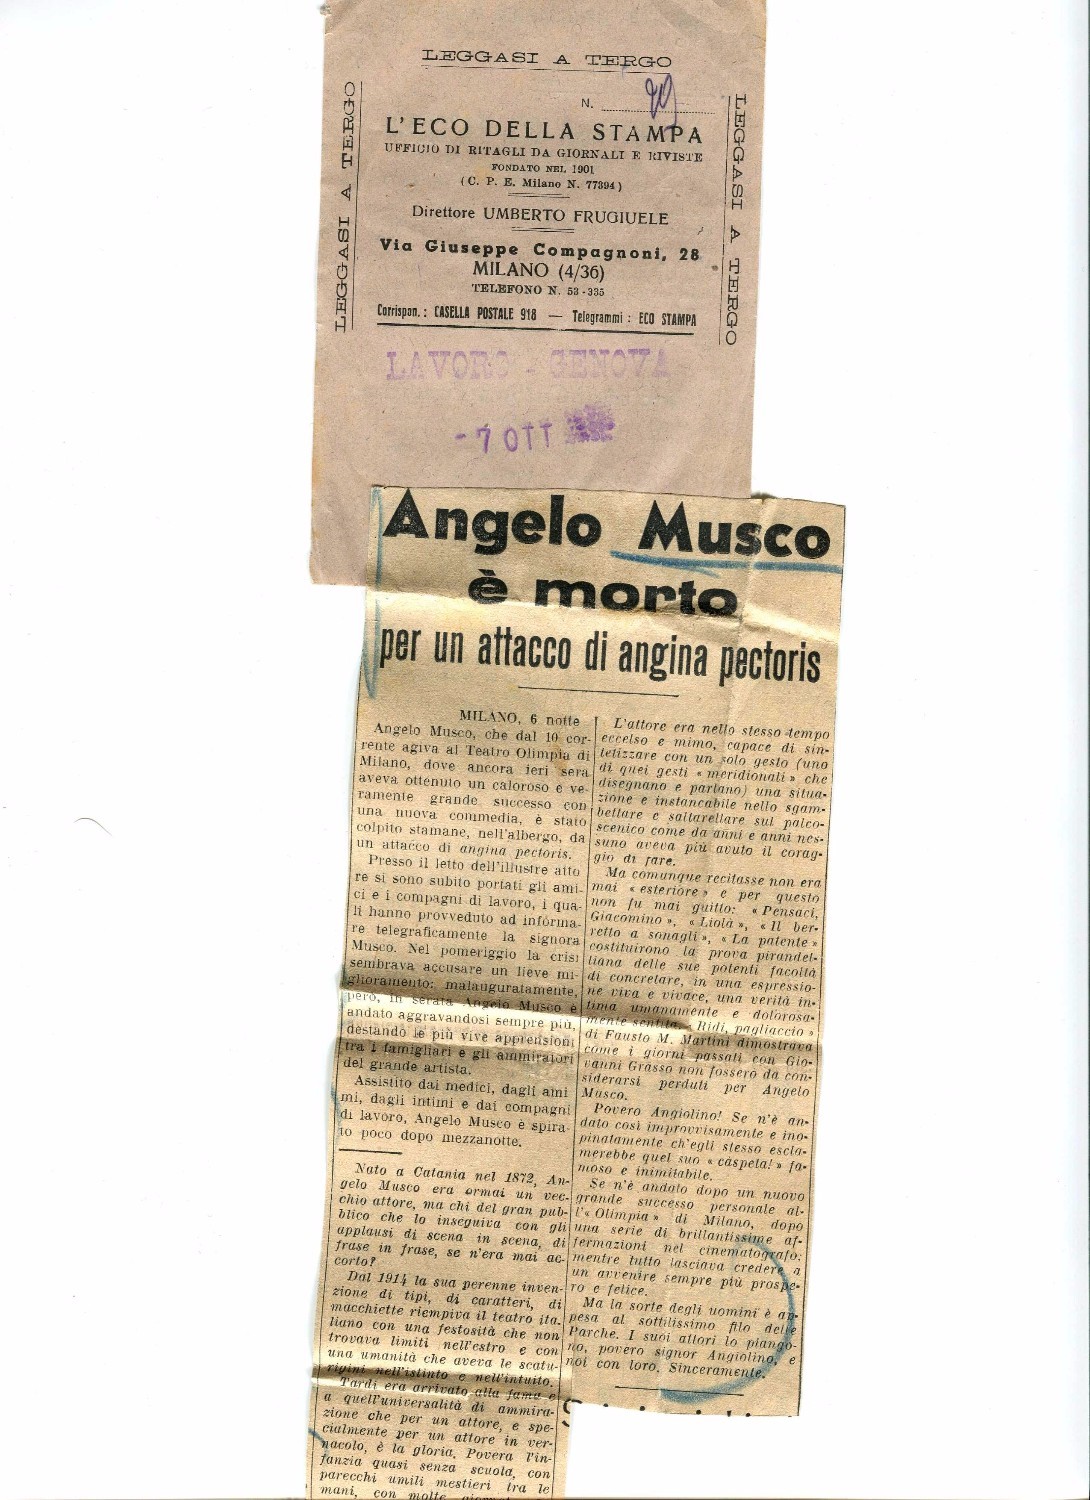 LEGGASI A TERGO
LEGGASI A TERGO
LEGGASI A TERGO
N.
L'ECO DELLA STAMPA
UFFICIO DI RITAGLI DA GIORNALI E RIVISTE
FONDATO NEL 1901
(C. P. E. Milano N. 77394)
Direttore UMBERTO FRUGIUELE
Via Giuseppe Compagnoni, 28
MILANO (4/36)
TELEFONO N. 53-335
Corrispon.: CASELLA POSTALE 918 — Telegrammi: ECO STAMPA
LAVORO - GENOVA
-7 OTT
Angelo Musco
è morto
per un attacco di angina pectoris
MILANO, 6 notte
Angelo Musco, che dal 10 cor-
rente agiva al Teatro Olimpia di
Milano, dove ancora ieri sera
aveva ottenuto un caloroso e ve-
ramente grande successo con
una nuova commedia, è stato
colpito stamane, nell'albergo, da
un attacco di angina pectoris.
Presso il letto dell'illustre atto
re si sono subito portati gli ami-
ci e i compagni di lavoro, i qua-
li hanno provveduto ad informa-
re telegraficamente la signora
Musco. Nel pomeriggio la crisi
sembrava accusare un lieve mi-
glioramento; malauguratamente,
però, in serata Angelo Musco è
andato aggravandosi sempre più,
destando le più vive apprensioni
tra i famigliari e gli ammiratori
del grande artista.
Assistito dai medici, dagli ami
mi, dagli intimi e dai compagni
di lavoro, Angelo Musco è spira-
to poco dopo mezzanotte.
Nato a Catania nel 1872, An-
gelo Musco era ormai un vec-
chio attore, ma chi del gran pub-
blico che lo inseguiva con gli
applausi di scena in scena, di
frase in frase, se n'era mai ac-
corto?
Dal 1914 la sua perenne inven-
zione di tipi, di caratteri, di
macchiette riempiva il teatro ita-
liano con una festosità che non
trovava limiti nell'estro e con
una umanità che aveva le scatu-
rigini nell'istinto e nell'intuito.
Tardi era arrivato alla fama e
a quell'universalità di ammira-
zione che per un attore, e spe-
cialmente per un attore in ver-
nacolo, è la gloria. Povera l'in-
fanzia quasi senza scuola, con
parecchi umili mestieri tra le
mani, con molte
L'attore era nello stesso tempo
eccelso e mimo, capace di sin-
tetizzare con un solo gesto (uno
di quei gesti « meridionali » che
disegnano e parlano) una situa-
zione e instancabile nello sgam-
bettare e saltarellare sul palco-
scenico come da anni e anni nes-
suno aveva più avuto il corag-
gio di fare.
Ma comunque recitasse non era
mai « esteriore » e per questo
non fu mai guitto: « Pensaci,
Giacomino », « Liolà », « Il ber-
retto a sonagli », « La patente »
costituirono la prova pirandel-
liana delle sue potenti facoltà
di concretare, in una espressio-
ne viva e vivace, una verità in-
tima umanamente e dolorosa-
mente sentita. Ridi, pagliaccio »
di Fausto M. Martini dimostrava
come i giorni passati con Gio-
vanni Grasso non fossero da con-
siderarsi perduti per Angelo
Musco.
Povero Angiolino! Se n'è an-
dato così improvvisamente e ino-
pinatamente ch'egli stesso escla-
merebbe quel suo « càspeta! » fa-
moso e inimitabile.
Se n'è andato dopo un nuovo
grande successo personale al-
l'« Olimpia » di Milano, dopo
una serie di brillantissime af-
fermazioni nel cinematografo;
mentre tutto lasciava credere a
un avvenire sempre più prospe-
ro e felice.
Ma la sorte degli uomini è ap-
pesa al sottilissimo filo delle
Parche. I suoi attori lo piango-
no, povero signor Angiolino, e
noi con loro. Sinceramente.